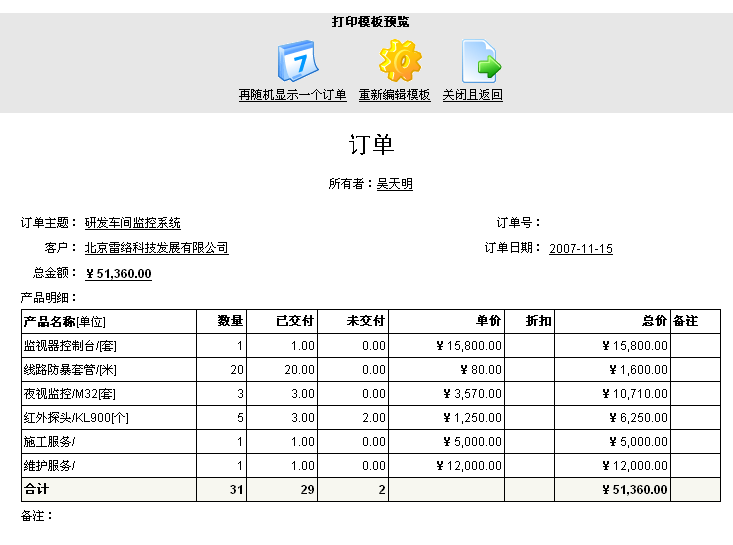 打印模板预览
7
再随机显示一个订单 重新编辑模板 关闭且返回
订单
所有者：吴天明
订单主题： 研发车间监控系统 订单号：
客户： 北京雷络科技发展有限公司 订单日期： 2007-11-15
总金额： ¥ 51,360.00
产品明细：
产品名称[单位] 数量 已交付 未交付 单价 折扣 总价 备注
监视器控制台/[套] 1 1.00 0.00 ¥ 15,800.00 ¥ 15,800.00
线路防暴套管/[米] 20 20.00 0.00 ¥ 80.00 ¥ 1,600.00
夜视监控/M32[套] 3 3.00 0.00 ¥ 3,570.00 ¥ 10,710.00
红外探头/KL900[个] 5 3.00 2.00 ¥ 1,250.00 ¥ 6,250.00
施工服务/ 1 1.00 0.00 ¥ 5,000.00 ¥ 5,000.00
维护服务/ 1 1.00 0.00 ¥ 12,000.00 ¥ 12,000.00
合计 31 29 2 ¥ 51,360.00
备注：